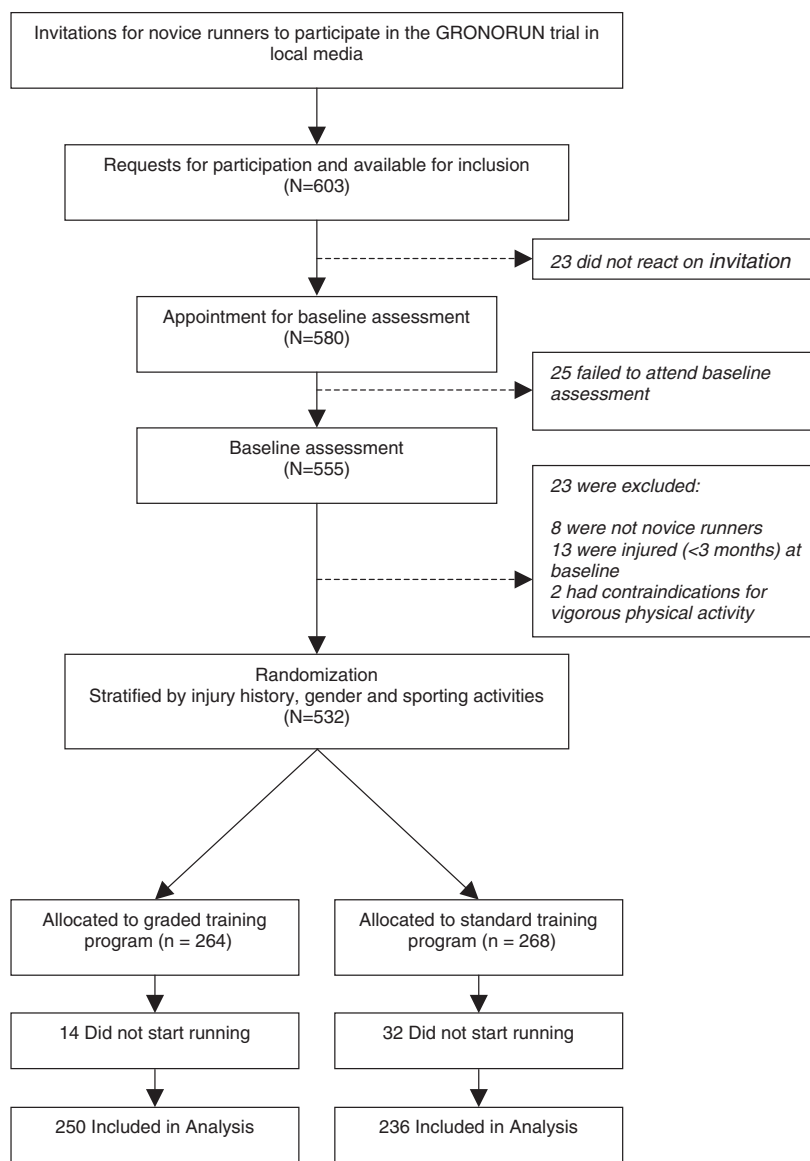 Invitations for novice runners to participate in the GRONORUN trial in
local media
Requests for participation and available for inclusion
(N=603)
23 did not react on invitation
Appointment for baseline assessment
(N=580)
25 failed to attend baseline
assessment
Baseline assessment
(N=555)
23 were excluded:
8 were not novice runners
13 were injured (<3 months) at
baseline
2 had contraindications for
vigorous physical activity
Randomization
Stratified by injury history, gender and sporting activities
(N=532)
Allocated to graded training
program (n = 264)
Allocated to standard training
program (n = 268)
14 Did not start running
32 Did not start running
250 Included in Analysis
236 Included in Analysis